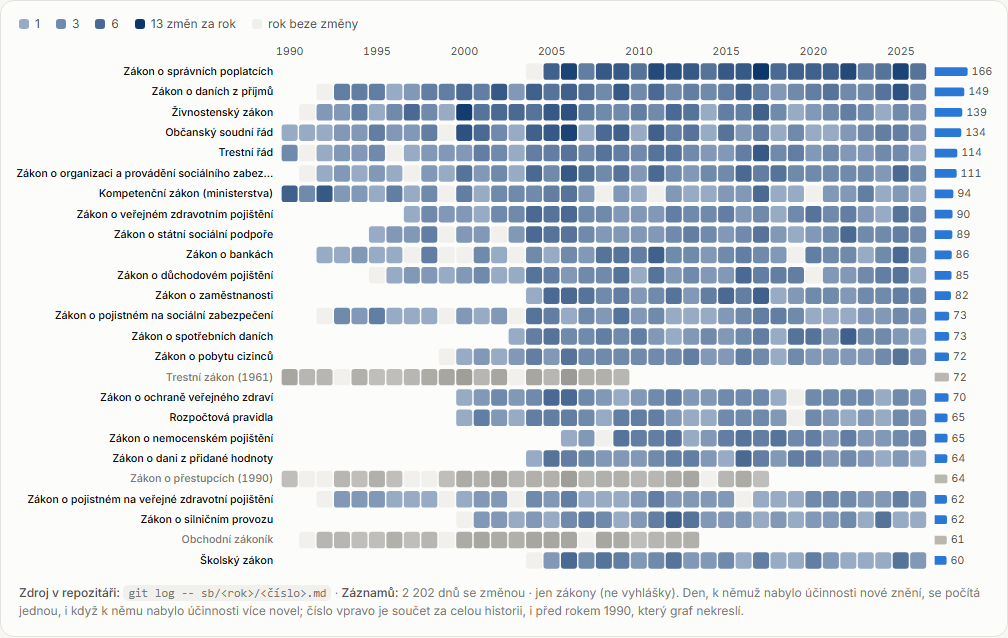 1 3 6 13 změn za rok rok beze změny
1990 1995 2000 2005 2010 2015 2020 2025
Zákon o správních poplatcích 166
Zákon o daních z příjmů 149
Živnostenský zákon 139
Občanský soudní řád 134
Trestní řád 114
Zákon o organizaci a provádění sociálního zabez... 111
Kompetenční zákon (ministerstva) 94
Zákon o veřejném zdravotním pojištění 90
Zákon o státní sociální podpoře 89
Zákon o bankách 86
Zákon o důchodovém pojištění 85
Zákon o zaměstnanosti 82
Zákon o pojistném na sociální zabezpečení 73
Zákon o spotřebních daních 73
Zákon o pobytu cizinců 72
Trestní zákon (1961) 72
Zákon o ochraně veřejného zdraví 70
Rozpočtová pravidla 65
Zákon o nemocenském pojištění 65
Zákon o dani z přidané hodnoty 64
Zákon o přestupcích (1990) 64
Zákon o pojistném na veřejné zdravotní pojištění 62
Zákon o silničním provozu 62
Obchodní zákoník 61
Školský zákon 60
Zdroj v repozitáři: git log -- sb/<rok>/<číslo>.md · Záznamů: 2 202 dnů se změnou · jen zákony (ne vyhlášky). Den, k němuž nabylo účinnosti nové znění, se počítá
jednou, i když k němu nabylo účinnosti více novel; číslo vpravo je součet za celou historii, i před rokem 1990, který graf nekreslí.